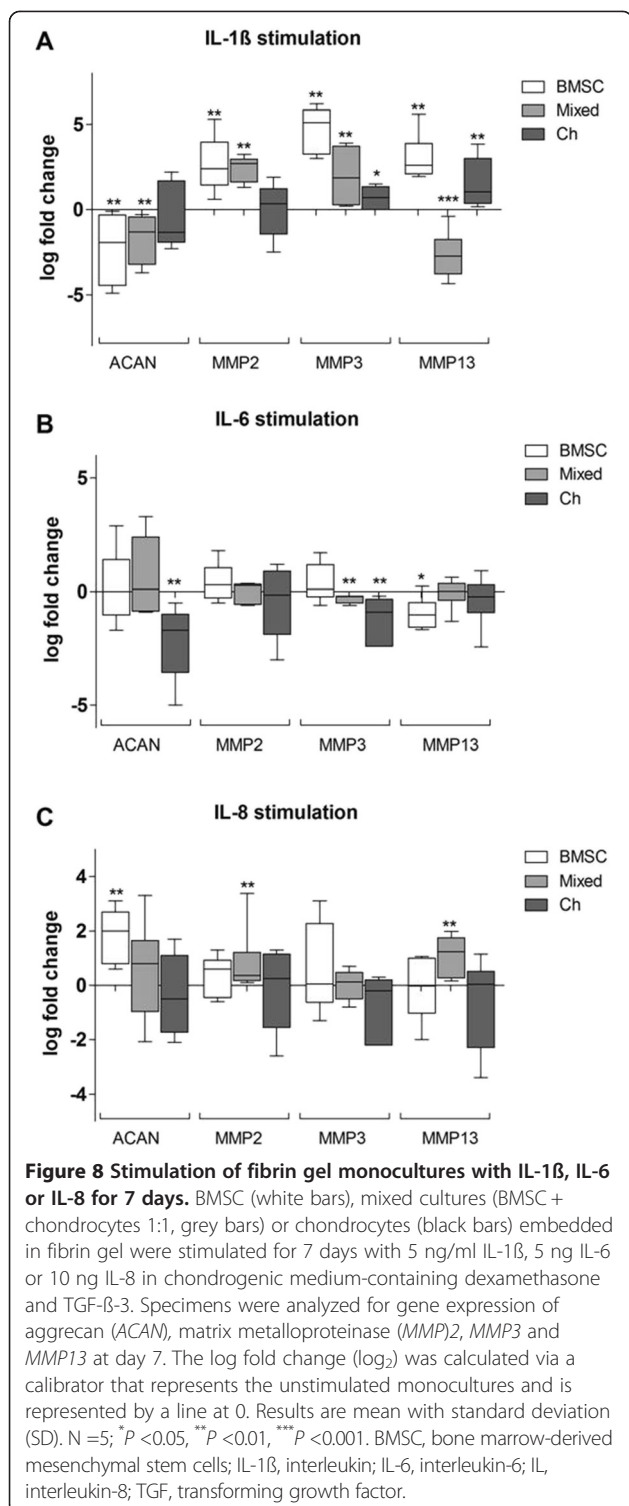 A
IL-1ß stimulation
** ** ** ** ** ** * ** *** **
BMSC
Mixed
Ch
log fold change
5
0
-5
ACAN MMP2 MMP3 MMP13
B
IL-6 stimulation
** ** ** *
BMSC
Mixed
Ch
log fold change
5
0
-5
ACAN MMP2 MMP3 MMP13
C
IL-8 stimulation
** ** **
BMSC
Mixed
Ch
log fold change
4
2
0
-2
-4
ACAN MMP2 MMP3 MMP13
Figure 8 Stimulation of fibrin gel monocultures with IL-1ß, IL-6
or IL-8 for 7 days. BMSC (white bars), mixed cultures (BMSC +
chondrocytes 1:1, grey bars) or chondrocytes (black bars) embedded
in fibrin gel were stimulated for 7 days with 5 ng/ml IL-1ß, 5 ng IL-6
or 10 ng IL-8 in chondrogenic medium-containing dexamethasone
and TGF-ß-3. Specimens were analyzed for gene expression of
aggrecan (ACAN), matrix metalloproteinase (MMP)2, MMP3 and
MMP13 at day 7. The log fold change (log₂) was calculated via a
calibrator that represents the unstimulated monocultures and is
represented by a line at 0. Results are mean with standard deviation
(SD). N =5; *P <0.05, **P <0.01, ***P <0.001. BMSC, bone marrow-derived
mesenchymal stem cells; IL-1ß, interleukin; IL-6, interleukin-6; IL,
interleukin-8; TGF, transforming growth factor.